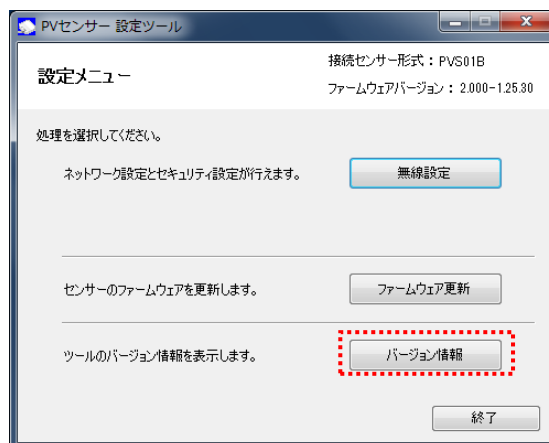 PVセンサー 設定ツール
設定メニュー
接続センサー形式：PVS01B
ファームウェアバージョン： 2.000-1.25.30
処理を選択してください。
ネットワーク設定とセキュリティ設定が行えます。
無線設定
センサーのファームウェアを更新します。
ファームウェア更新
ツールのバージョン情報を表示します。
バージョン情報
終了